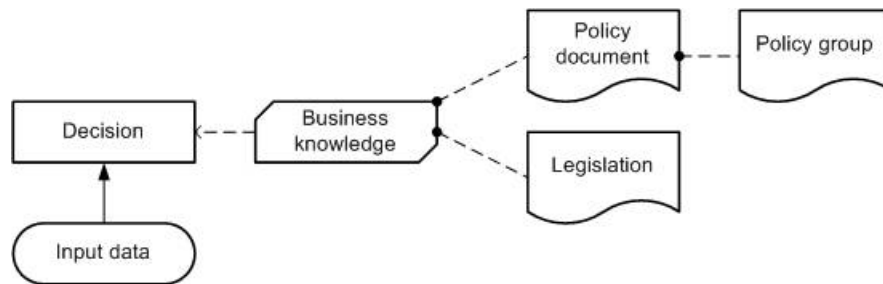 Policy
document
Policy group
Decision
Business
knowledge
Legislation
Input data